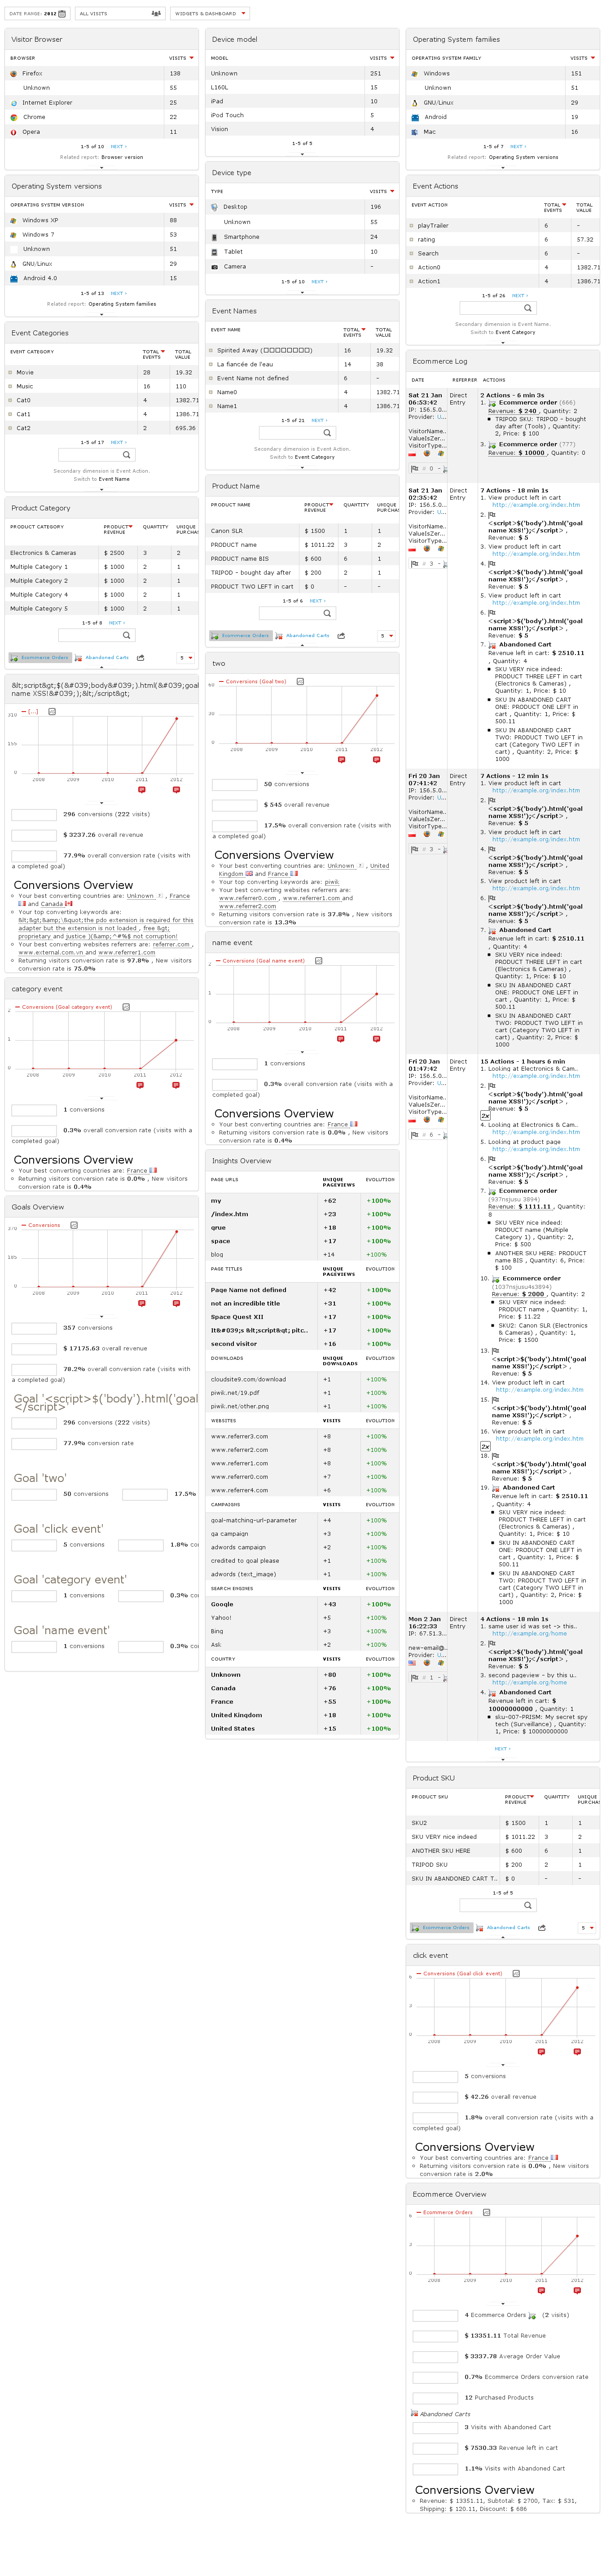 DATE RANGE: 2012
ALL VISITS
WIDGETS & DASHBOARD
Visitor Browser
BROWSER VISITS
Firefox 138
Unknown 55
Internet Explorer 25
Chrome 22
Opera 11
1-5 of 10 NEXT ›
Related report: Browser version
Operating System versions
OPERATING SYSTEM VERSION VISITS
Windows XP 88
Windows 7 53
Unknown 51
GNU/Linux 29
Android 4.0 15
1-5 of 13 NEXT ›
Related report: Operating System families
Event Categories
EVENT CATEGORY TOTAL EVENTS TOTAL VALUE
Movie 28 19.32
Music 16 110
Cat0 4 1382.71
Cat1 4 1386.71
Cat2 2 695.36
1-5 of 17 NEXT ›
Secondary dimension is Event Action.
Switch to Event Name
Product Category
PRODUCT CATEGORY PRODUCT REVENUE QUANTITY UNIQUE PURCHAS
Electronics & Cameras $ 2500 3 2
Multiple Category 1 $ 1000 2 1
Multiple Category 2 $ 1000 2 1
Multiple Category 4 $ 1000 2 1
Multiple Category 5 $ 1000 2 1
1-5 of 8 NEXT ›
Ecommerce Orders Abandoned Carts 5
&lt;script&gt;$(&#039;body&#039;).html(&#039;goal
name XSS!&#039;);&lt;/script&gt;
[...]
310
155
0
2008 2009 2010 2011 2012
296 conversions (222 visits)
$ 3237.26 overall revenue
77.9% overall conversion rate (visits with
a completed goal)
Conversions Overview
Your best converting countries are: Unknown , France
and Canada
Your top converting keywords are:
&lt;&gt;&amp;\&quot;the pdo extension is required for this
adapter but the extension is not loaded , free &gt;
proprietary and justice )(&amp;^#%$ not corruption!
Your best converting websites referrers are: referrer.com ,
www.external.com.vn and www.referrer1.com
Returning visitors conversion rate is 97.8% , New visitors
conversion rate is 75.0%
category event
Conversions (Goal category event)
2
1
0
2008 2009 2010 2011 2012
1 conversions
0.3% overall conversion rate (visits with a
completed goal)
Conversions Overview
Your best converting countries are: France
Returning visitors conversion rate is 0.0% , New visitors
conversion rate is 0.4%
Goals Overview
Conversions
370
185
0
2008 2009 2010 2011 2012
357 conversions
$ 17175.63 overall revenue
78.2% overall conversion rate (visits with
a completed goal)
Goal '<script>$('body').html('goal
</script>'
296 conversions (222 visits)
77.9% conversion rate
Goal 'two'
50 conversions 17.5%
Goal 'click event'
5 conversions 1.8% co
Goal 'category event'
1 conversions 0.3% co
Goal 'name event'
1 conversions 0.3% co
Device model
MODEL VISITS
Unknown 251
L160L 15
iPad 10
iPod Touch 5
Vision 4
1-5 of 5
Device type
TYPE VISITS
Desktop 196
Unknown 55
Smartphone 24
Tablet 10
Camera -
1-5 of 10 NEXT ›
Event Names
EVENT NAME TOTAL EVENTS TOTAL VALUE
Spirited Away (□□□□□□□□) 16 19.32
La fiancée de l'eau 14 38
Event Name not defined 6 -
Name0 4 1382.71
Name1 4 1386.71
1-5 of 21 NEXT ›
Secondary dimension is Event Action.
Switch to Event Category
Product Name
PRODUCT NAME PRODUCT REVENUE QUANTITY UNIQUE PURCHAS
Canon SLR $ 1500 1 1
PRODUCT name $ 1011.22 3 2
PRODUCT name BIS $ 600 6 1
TRIPOD - bought day after $ 200 2 1
PRODUCT TWO LEFT in cart $ 0 - -
1-5 of 6 NEXT ›
Ecommerce Orders Abandoned Carts 5
two
Conversions (Goal two)
60
30
0
2008 2009 2010 2011 2012
50 conversions
$ 545 overall revenue
17.5% overall conversion rate (visits with
a completed goal)
Conversions Overview
Your best converting countries are: Unknown , United
Kingdom and France
Your top converting keywords are: piwik
Your best converting websites referrers are:
www.referrer0.com , www.referrer1.com and
www.referrer2.com
Returning visitors conversion rate is 37.8% , New visitors
conversion rate is 13.3%
name event
Conversions (Goal name event)
2
1
0
2008 2009 2010 2011 2012
1 conversions
0.3% overall conversion rate (visits with a
completed goal)
Conversions Overview
Your best converting countries are: France
Returning visitors conversion rate is 0.0% , New visitors
conversion rate is 0.4%
Insights Overview
PAGE URLS UNIQUE PAGEVIEWS EVOLUTION
my +62 +100%
/index.htm +23 +100%
grue +18 +100%
space +17 +100%
blog +14 +100%
PAGE TITLES UNIQUE PAGEVIEWS EVOLUTION
Page Name not defined +42 +100%
not an incredible title +31 +100%
Space Quest XII +17 +100%
It&#039;s &lt;script&gt; pitc.. +17 +100%
second visitor +16 +100%
DOWNLOADS UNIQUE DOWNLOADS EVOLUTION
cloudsite9.com/download +1 +100%
piwik.net/19.pdf +1 +100%
piwik.net/other.png +1 +100%
WEBSITES VISITS EVOLUTION
www.referrer3.com +8 +100%
www.referrer2.com +8 +100%
www.referrer1.com +8 +100%
www.referrer0.com +7 +100%
www.referrer4.com +6 +100%
CAMPAIGNS VISITS EVOLUTION
goal-matching-url-parameter +4 +100%
ga campaign +3 +100%
adwords campaign +2 +100%
credited to goal please +1 +100%
adwords (text_image) +1 +100%
SEARCH ENGINES VISITS EVOLUTION
Google +43 +100%
Yahoo! +5 +100%
Bing +3 +100%
Ask +2 +100%
COUNTRY VISITS EVOLUTION
Unknown +80 +100%
Canada +76 +100%
France +55 +100%
United Kingdom +18 +100%
United States +15 +100%
Operating System families
OPERATING SYSTEM FAMILY VISITS
Windows 151
Unknown 51
GNU/Linux 29
Android 19
Mac 16
1-5 of 7 NEXT ›
Related report: Operating System versions
Event Actions
EVENT ACTION TOTAL EVENTS TOTAL VALUE
playTrailer 6 -
rating 6 57.32
Search 6 -
Action0 4 1382.71
Action1 4 1386.71
1-5 of 26 NEXT ›
Secondary dimension is Event Name.
Switch to Event Category
Ecommerce Log
DATE REFERRER ACTIONS
Sat 21 Jan
06:53:42
IP: 156.5.0...
Provider: U...
VisitorName..
ValueIsZer...
VisitorType...
# 0 -
Direct
Entry
2 Actions - 6 min 3s
1. Ecommerce order (666)
Revenue: $ 240 , Quantity: 2
TRIPOD SKU: TRIPOD - bought
day after (Tools) , Quantity:
2, Price: $ 100
3. Ecommerce order (777)
Revenue: $ 10000 , Quantity: 0
Sat 21 Jan
02:35:42
IP: 156.5.0...
Provider: U...
VisitorName..
ValueIsZer...
VisitorType...
# 3 -
Direct
Entry
7 Actions - 18 min 1s
1. View product left in cart
http://example.org/index.htm
2.
<script>$('body').html('goal
name XSS!');</script> ,
Revenue: $ 5
3. View product left in cart
http://example.org/index.htm
4.
<script>$('body').html('goal
name XSS!');</script> ,
Revenue: $ 5
5. View product left in cart
http://example.org/index.htm
6.
<script>$('body').html('goal
name XSS!');</script> ,
Revenue: $ 5
7. Abandoned Cart
Revenue left in cart: $ 2510.11
, Quantity: 4
SKU VERY nice indeed:
PRODUCT THREE LEFT in cart
(Electronics & Cameras) ,
Quantity: 1, Price: $ 10
SKU IN ABANDONED CART
ONE: PRODUCT ONE LEFT in
cart , Quantity: 1, Price: $
500.11
SKU IN ABANDONED CART
TWO: PRODUCT TWO LEFT in
cart (Category TWO LEFT in
cart) , Quantity: 2, Price: $
1000
Fri 20 Jan
07:41:42
IP: 156.5.0...
Provider: U...
VisitorName..
ValueIsZer...
VisitorType...
# 3 -
Direct
Entry
7 Actions - 12 min 1s
1. View product left in cart
http://example.org/index.htm
2.
<script>$('body').html('goal
name XSS!');</script> ,
Revenue: $ 5
3. View product left in cart
http://example.org/index.htm
4.
<script>$('body').html('goal
name XSS!');</script> ,
Revenue: $ 5
5. View product left in cart
http://example.org/index.htm
6.
<script>$('body').html('goal
name XSS!');</script> ,
Revenue: $ 5
7. Abandoned Cart
Revenue left in cart: $ 2510.11
, Quantity: 4
SKU VERY nice indeed:
PRODUCT THREE LEFT in cart
(Electronics & Cameras) ,
Quantity: 1, Price: $ 10
SKU IN ABANDONED CART
ONE: PRODUCT ONE LEFT in
cart , Quantity: 1, Price: $
500.11
SKU IN ABANDONED CART
TWO: PRODUCT TWO LEFT in
cart (Category TWO LEFT in
cart) , Quantity: 2, Price: $
1000
Fri 20 Jan
01:47:42
IP: 156.5.0...
Provider: U...
VisitorName..
ValueIsZer...
VisitorType...
# 6 -
Direct
Entry
15 Actions - 1 hours 6 min
1. Looking at Electronics & Cam..
http://example.org/index.htm
2.
<script>$('body').html('goal
name XSS!');</script> ,
2x Revenue: $ 5
4. Looking at Electronics & Cam..
http://example.org/index.htm
5. Looking at product page
http://example.org/index.htm
6.
<script>$('body').html('goal
name XSS!');</script> ,
Revenue: $ 5
7. Ecommerce order
(937nsjusu 3894)
Revenue: $ 1111.11 , Quantity:
8
SKU VERY nice indeed:
PRODUCT name (Multiple
Category 1) , Quantity: 2,
Price: $ 500
ANOTHER SKU HERE: PRODUCT
name BIS , Quantity: 6, Price:
$ 100
10. Ecommerce order
(1037nsjusu4s3894)
Revenue: $ 2000 , Quantity: 2
SKU VERY nice indeed:
PRODUCT name , Quantity: 1,
Price: $ 11.22
SKU2: Canon SLR (Electronics
& Cameras) , Quantity: 1,
Price: $ 1500
13.
<script>$('body').html('goal
name XSS!');</script> ,
Revenue: $ 5
14. View product left in cart
http://example.org/index.htm
15.
<script>$('body').html('goal
name XSS!');</script> ,
Revenue: $ 5
16. View product left in cart
http://example.org/index.htm
2x
18.
<script>$('body').html('goal
name XSS!');</script> ,
Revenue: $ 5
19. Abandoned Cart
Revenue left in cart: $ 2510.11
, Quantity: 4
SKU VERY nice indeed:
PRODUCT THREE LEFT in cart
(Electronics & Cameras) ,
Quantity: 1, Price: $ 10
SKU IN ABANDONED CART
ONE: PRODUCT ONE LEFT in
cart , Quantity: 1, Price: $
500.11
SKU IN ABANDONED CART
TWO: PRODUCT TWO LEFT in
cart (Category TWO LEFT in
cart) , Quantity: 2, Price: $
1000
Mon 2 Jan
16:22:33
IP: 67.51.3...
new-email@..
Provider: U...
# 1 -
Direct
Entry
4 Actions - 18 min 1s
1. same user id was set -> this..
http://example.org/home
2.
<script>$('body').html('goal
name XSS!');</script> ,
Revenue: $ 5
3. second pageview - by this u..
http://example.org/home
4. Abandoned Cart
Revenue left in cart: $
10000000000 , Quantity: 1
sku-007-PRISM: My secret spy
tech (Surveillance) , Quantity:
1, Price: $ 10000000000
NEXT ›
Product SKU
PRODUCT SKU PRODUCT REVENUE QUANTITY UNIQUE PURCHAS
SKU2 $ 1500 1 1
SKU VERY nice indeed $ 1011.22 3 2
ANOTHER SKU HERE $ 600 6 1
TRIPOD SKU $ 200 2 1
SKU IN ABANDONED CART T.. $ 0 - -
1-5 of 5
Ecommerce Orders Abandoned Carts 5
click event
Conversions (Goal click event)
6
3
0
2008 2009 2010 2011 2012
5 conversions
$ 42.26 overall revenue
1.8% overall conversion rate (visits with a
completed goal)
Conversions Overview
Your best converting countries are: France
Returning visitors conversion rate is 0.0% , New visitors
conversion rate is 2.0%
Ecommerce Overview
Ecommerce Orders
6
3
0
2008 2009 2010 2011 2012
4 Ecommerce Orders (2 visits)
$ 13351.11 Total Revenue
$ 3337.78 Average Order Value
0.7% Ecommerce Orders conversion rate
12 Purchased Products
Abandoned Carts
3 Visits with Abandoned Cart
$ 7530.33 Revenue left in cart
1.1% Visits with Abandoned Cart
Conversions Overview
Revenue: $ 13351.11, Subtotal: $ 2700, Tax: $ 531,
Shipping: $ 120.11, Discount: $ 686